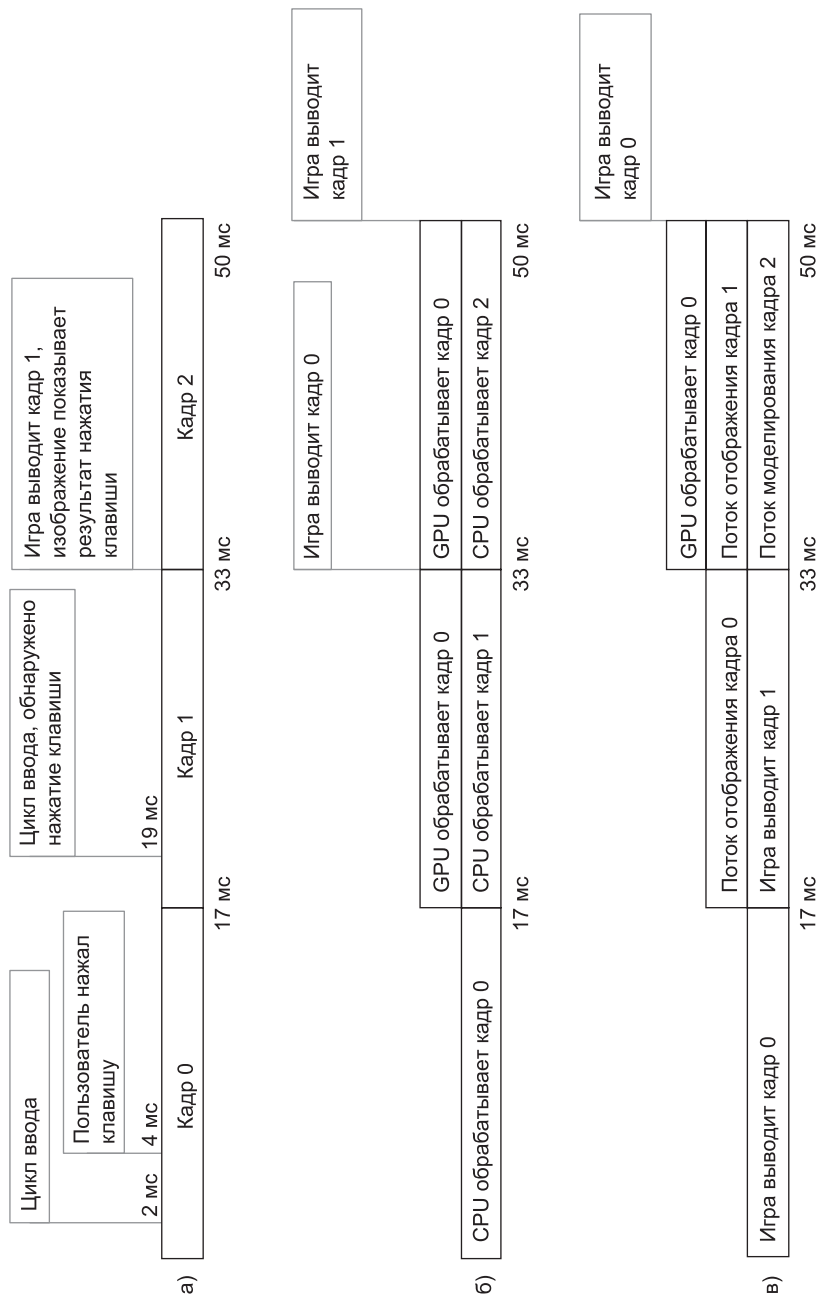 Цикл ввода
Пользователь нажал
клавишу
Цикл ввода, обнаружено
нажатие клавиши
Игра выводит кадр 1,
изображение показывает
результат нажатия
клавиши
2 мс
4 мс
19 мс
а)
Кадр 0
Кадр 1
Кадр 2
17 мс
33 мс
50 мс
Игра выводит кадр 0
Игра выводит
кадр 1
GPU обрабатывает кадр 0
GPU обрабатывает кадр 0
б)
CPU обрабатывает кадр 0
CPU обрабатывает кадр 1
CPU обрабатывает кадр 2
17 мс
33 мс
50 мс
Игра выводит
кадр 0
GPU обрабатывает кадр 0
Поток отображения кадра 0
Поток отображения кадра 1
в)
Игра выводит кадр 0
Игра выводит кадр 1
Поток моделирования кадра 2
17 мс
33 мс
50 мс